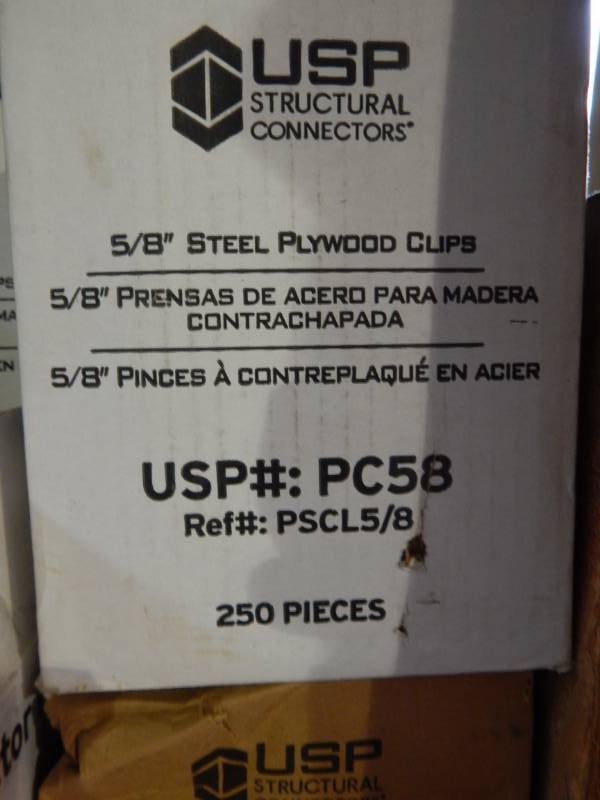 USP
STRUCTURAL
CONNECTORS®
5/8" STEEL PLYWOOD CLIPS
5/8" PRENSAS DE ACERO PARA MADERA
CONTRACHAPADA
5/8" PINCES À CONTREPLAQUÉ EN ACIER
USP#: PC58
Ref#: PSCL5/8
250 PIECES
USP
STRUCTURAL